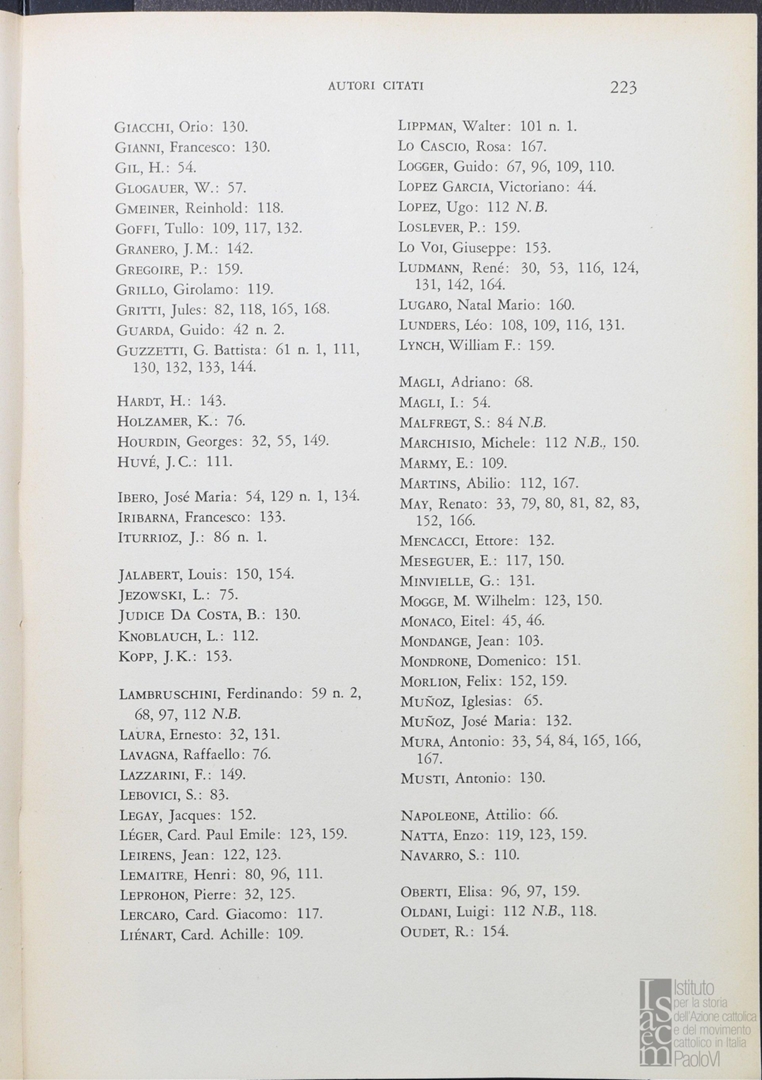 AUTORI CITATI 223
GIACCHI, Orio: 130.
GIANNI, Francesco: 130.
GIL, H.: 54.
GLOGAUER, W.: 57.
GMEINER, Reinhold: 118.
GOFFI, Tullo: 109, 117, 132.
GRANERO, J. M.: 142.
GREGOIRE, P.: 159.
GRILLO, Girolamo: 119.
GRITTI, Jules: 82, 118, 165, 168.
GUARDA, Guido: 42 n. 2.
GUZZETTI, G. Battista: 61 n. 1, 111,
130, 132, 133, 144.
HARDT, H.: 143.
HOLZAMER, K.: 76.
HOURDIN, Georges: 32, 55, 149.
HUVÉ, J. C.: 111.
IBERO, José Maria: 54, 129 n. 1, 134.
IRIBARNA, Francesco: 133.
ITURRIOZ, J.: 86 n. 1.
JALABERT, Louis: 150, 154.
JEZOWSKI, L.: 75.
JUDICE DA COSTA, B.: 130.
KNOBLAUCH, L.: 112.
KOPP, J. K.: 153.
LAMBRUSCHINI, Ferdinando: 59 n. 2,
68, 97, 112 N.B.
LAURA, Ernesto: 32, 131.
LAVAGNA, Raffaello: 76.
LAZZARINI, F.: 149.
LEBOVICI, S.: 83.
LEGAY, Jacques: 152.
LÉGER, Card. Paul Emile: 123, 159.
LEIRENS, Jean: 122, 123.
LEMAITRE, Henri: 80, 96, 111.
LEPROHON, Pierre: 32, 125.
LERCARO, Card. Giacomo: 117.
LIÉNART, Card. Achille: 109.
LIPPMAN, Walter: 101 n. 1.
LO CASCIO, Rosa: 167.
LOGGER, Guido: 67, 96, 109, 110.
LOPEZ GARCIA, Victoriano: 44.
LOPEZ, Ugo: 112 N. B.
LOSLEVER, P.: 159.
LO VOI, Giuseppe: 153.
LUDMANN, René: 30, 53, 116, 124,
131, 142, 164.
LUGARO, Natal Mario: 160.
LUNDERS, Léo: 108, 109, 116, 131.
LYNCH, William F.: 159.
MAGLI, Adriano: 68.
MAGLI, I.: 54.
MALFREGT, S.: 84 N.B.
MARCHISIO, Michele: 112 N.B., 150.
MARMY, E.: 109.
MARTINS, Abilio: 112, 167.
MAY, Renato: 33, 79, 80, 81, 82, 83,
152, 166.
MENCACCI, Ettore: 132.
MESEGUER, E.: 117, 150.
MINVIELLE, G.: 131.
MOGGE, M. Wilhelm: 123, 150.
MONACO, Eitel: 45, 46.
MONDANGE, Jean: 103.
MONDRONE, Domenico: 151.
MORLION, Felix: 152, 159.
MUÑOZ, Iglesias: 65.
MUÑOZ, José Maria: 132.
MURA, Antonio: 33, 54, 84, 165, 166,
167.
MUSTI, Antonio: 130.
NAPOLEONE, Attilio: 66.
NATTA, Enzo: 119, 123, 159.
NAVARRO, S.: 110.
OBERTI, Elisa: 96, 97, 159.
OLDANI, Luigi: 112 N.B., 118.
OUDET, R.: 154.
Isacem
Istituto
per la storia
dell'Azione cattolica
e del movimento
cattolico in Italia
PaoloVI